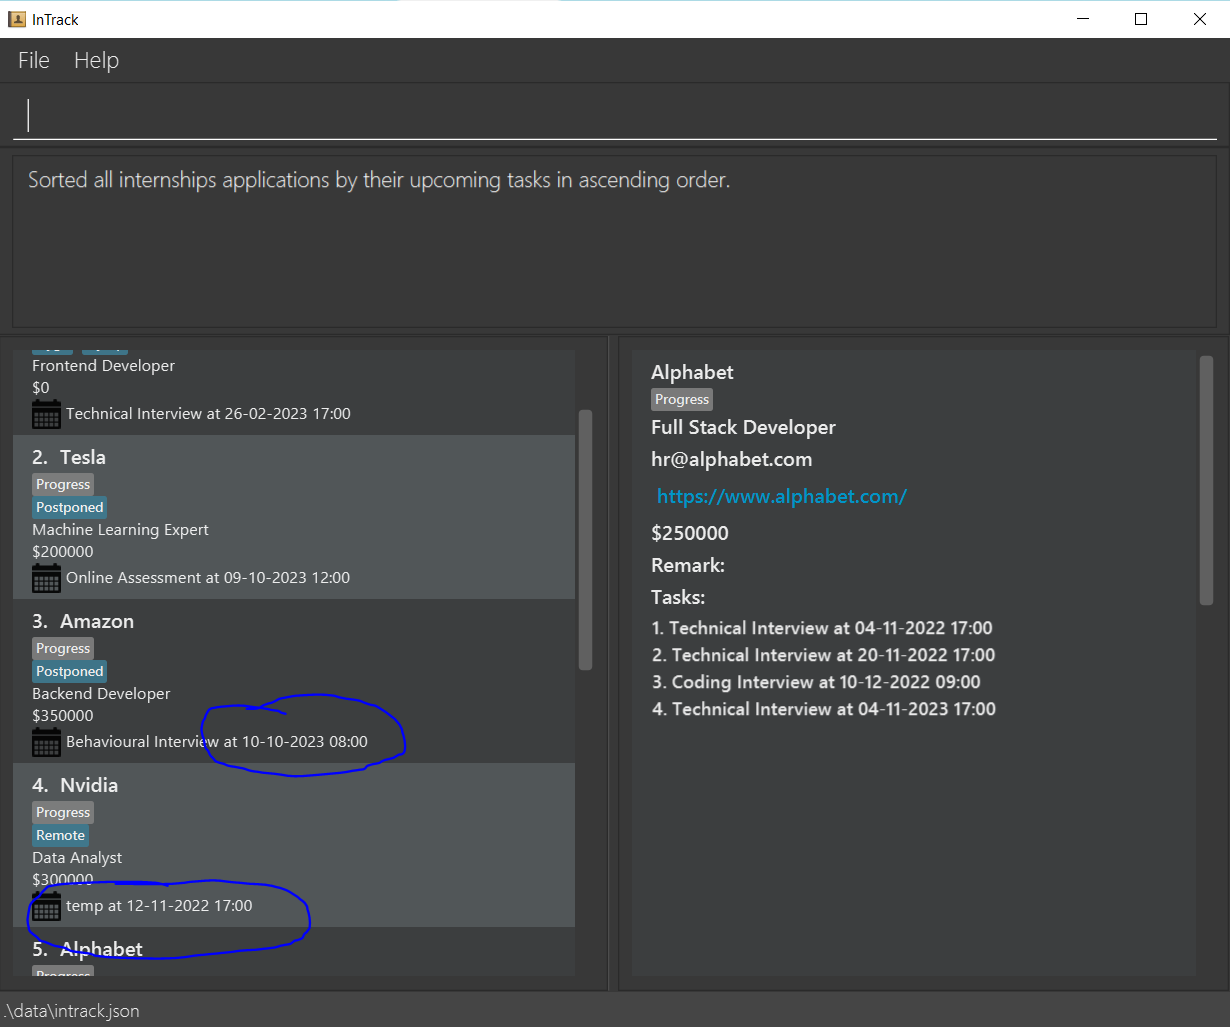 InTrack
File Help
Sorted all internships applications by their upcoming tasks in ascending order.
Frontend Developer
$0
Technical Interview at 26-02-2023 17:00
2. Tesla
Progress
Postponed
Machine Learning Expert
$200000
Online Assessment at 09-10-2023 12:00
3. Amazon
Progress
Postponed
Backend Developer
$350000
Behavioural Interview at 10-10-2023 08:00
4. Nvidia
Progress
Remote
Data Analyst
$300000
temp at 12-11-2022 17:00
5. Alphabet
Progress
Alphabet
Progress
Full Stack Developer
hr@alphabet.com
https://www.alphabet.com/
$250000
Remark:
Tasks:
1. Technical Interview at 04-11-2022 17:00
2. Technical Interview at 20-11-2022 17:00
3. Coding Interview at 10-12-2022 09:00
4. Technical Interview at 04-11-2023 17:00
.\data\intrack.json